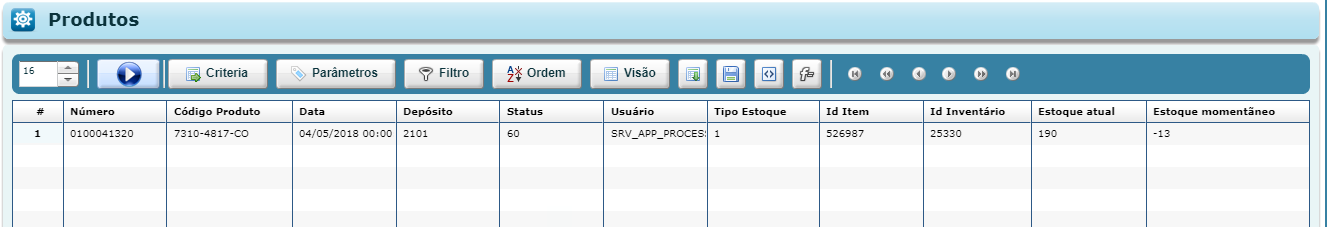 Produtos
16 Criteria Parâmetros Filtro Ordem Visão
# Número Código Produto Data Depósito Status Usuário Tipo Estoque Id Item Id Inventário Estoque atual Estoque momentãneo
1 0100041320 7310-4817-CO 04/05/2018 00:00 2101 60 SRV_APP_PROCES 1 526987 25330 190 -13